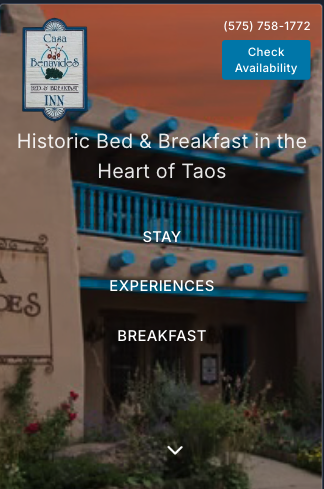 (575) 758-1772
Casa
Benavides
BED & BREAKFAST
INN
Check
Availability
Historic Bed & Breakfast in the
Heart of Taos
STAY
EXPERIENCES
BREAKFAST
A
DES